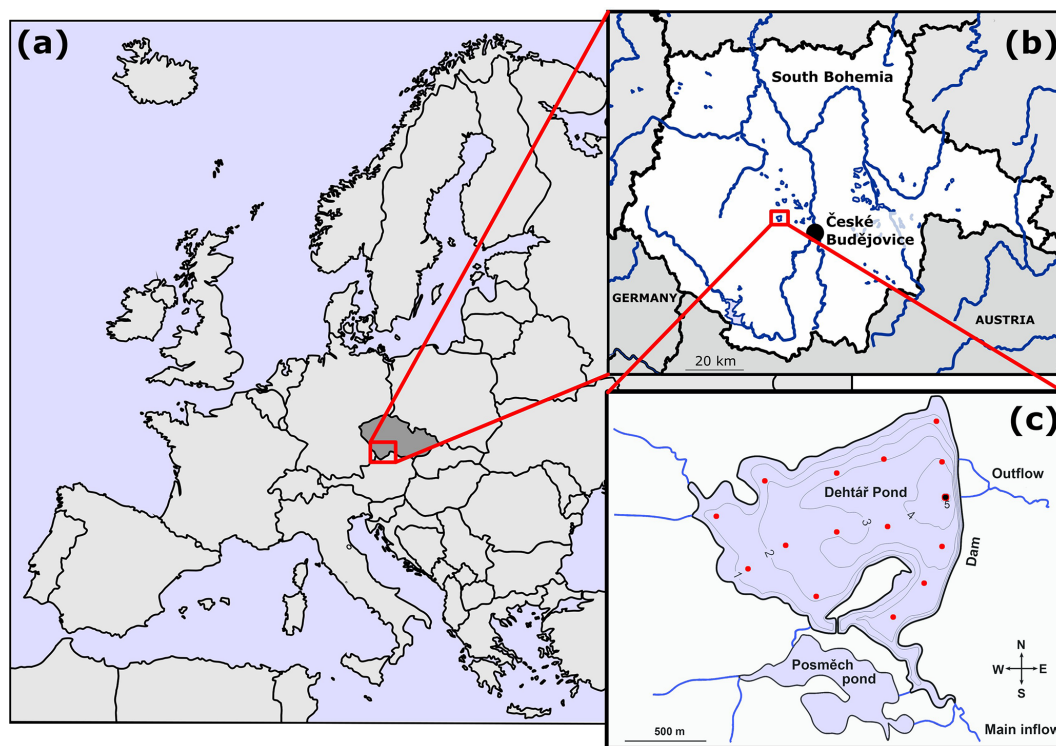 (a)
(b)
South Bohemia
České
Budějovice
GERMANY
AUSTRIA
20 km
(c)
Outflow
Dehtář Pond
5
4
3
2
1
Dam
Posměch
pond
N
W E
S
500 m
Main inflow